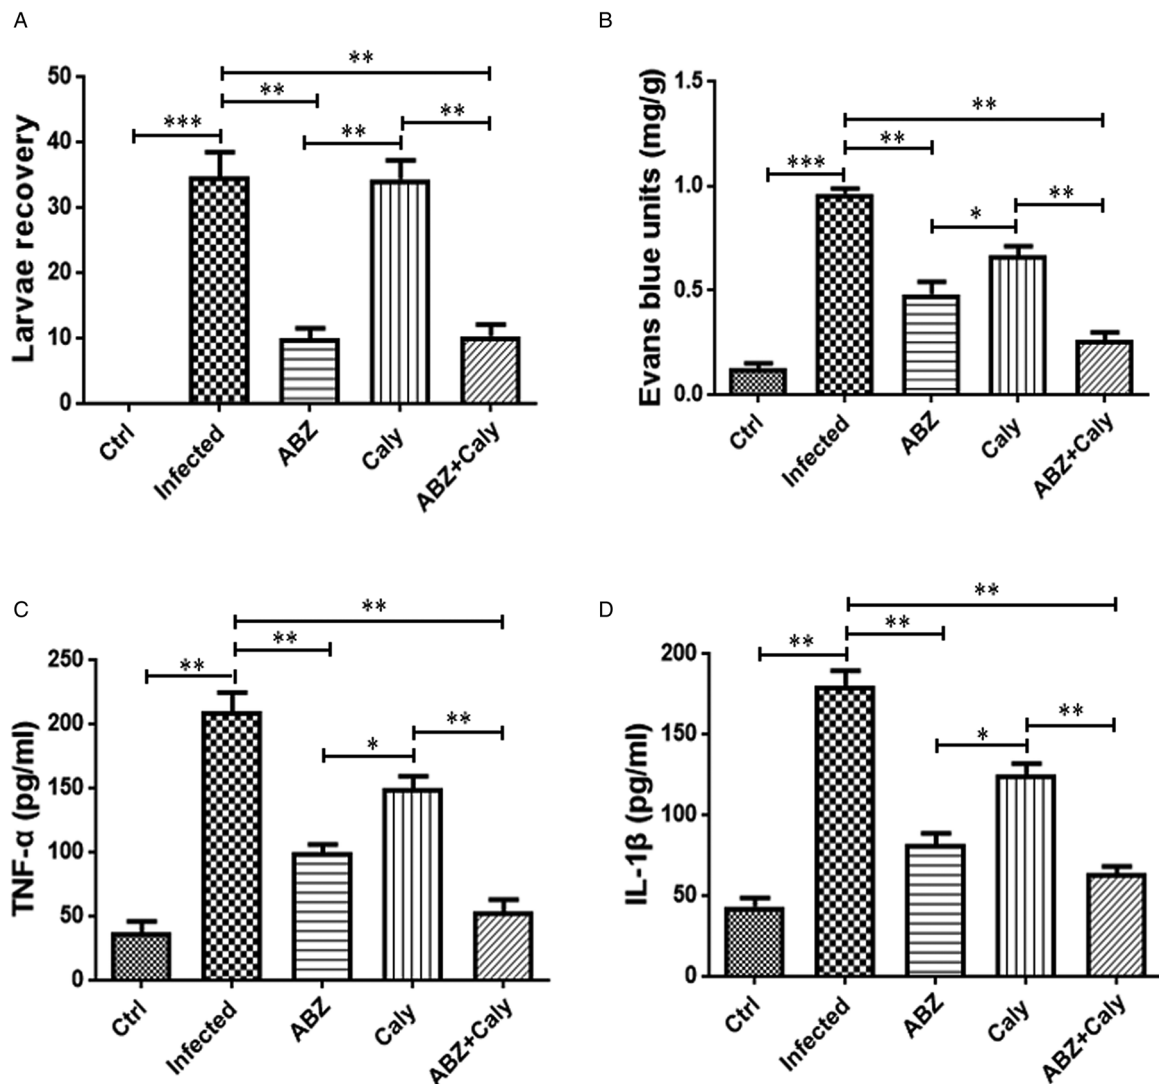 A
Larvae recovery
50
40
30
20
10
0
***
**
**
**
**
Ctrl
Infected
ABZ
Caly
ABZ+Caly
B
Evans blue units (mg/g)
1.5
1.0
0.5
0.0
***
**
**
*
**
Ctrl
Infected
ABZ
Caly
ABZ+Caly
C
TNF-α (pg/ml)
250
200
150
100
50
0
**
**
**
*
**
Ctrl
Infected
ABZ
Caly
ABZ+Caly
D
IL-1β (pg/ml)
200
150
100
50
0
**
**
**
*
**
Ctrl
Infected
ABZ
Caly
ABZ+Caly